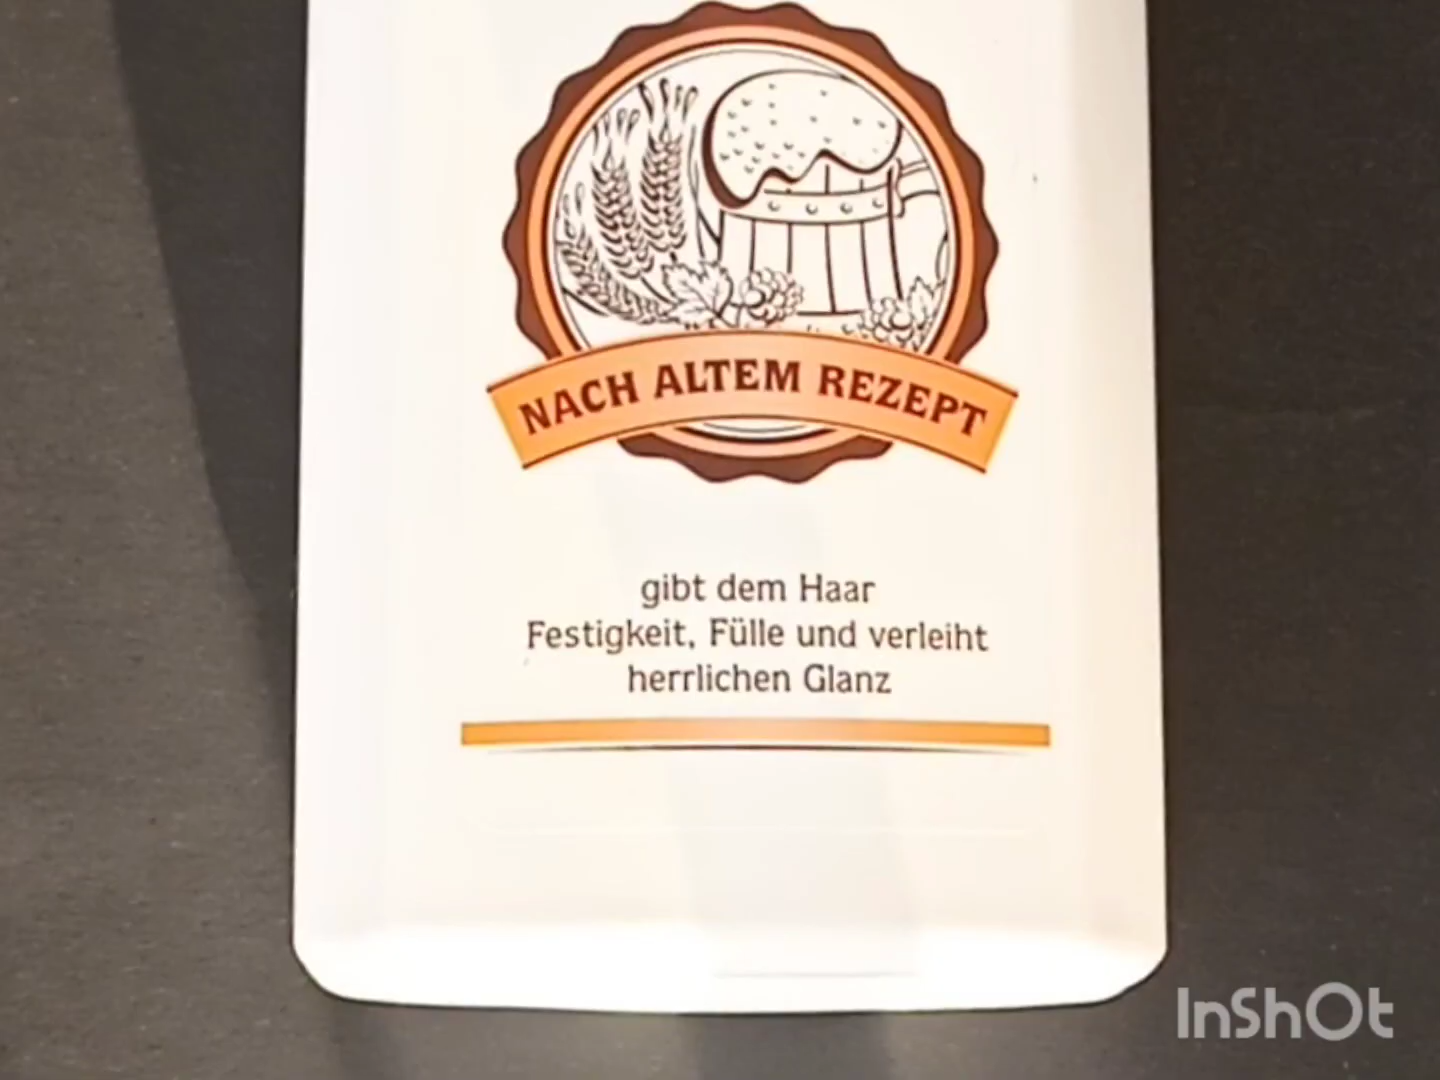 NACH ALTEM REZEPT
gibt dem Haar
Festigkeit, Fülle und verleiht
herrlichen Glanz
InShOt